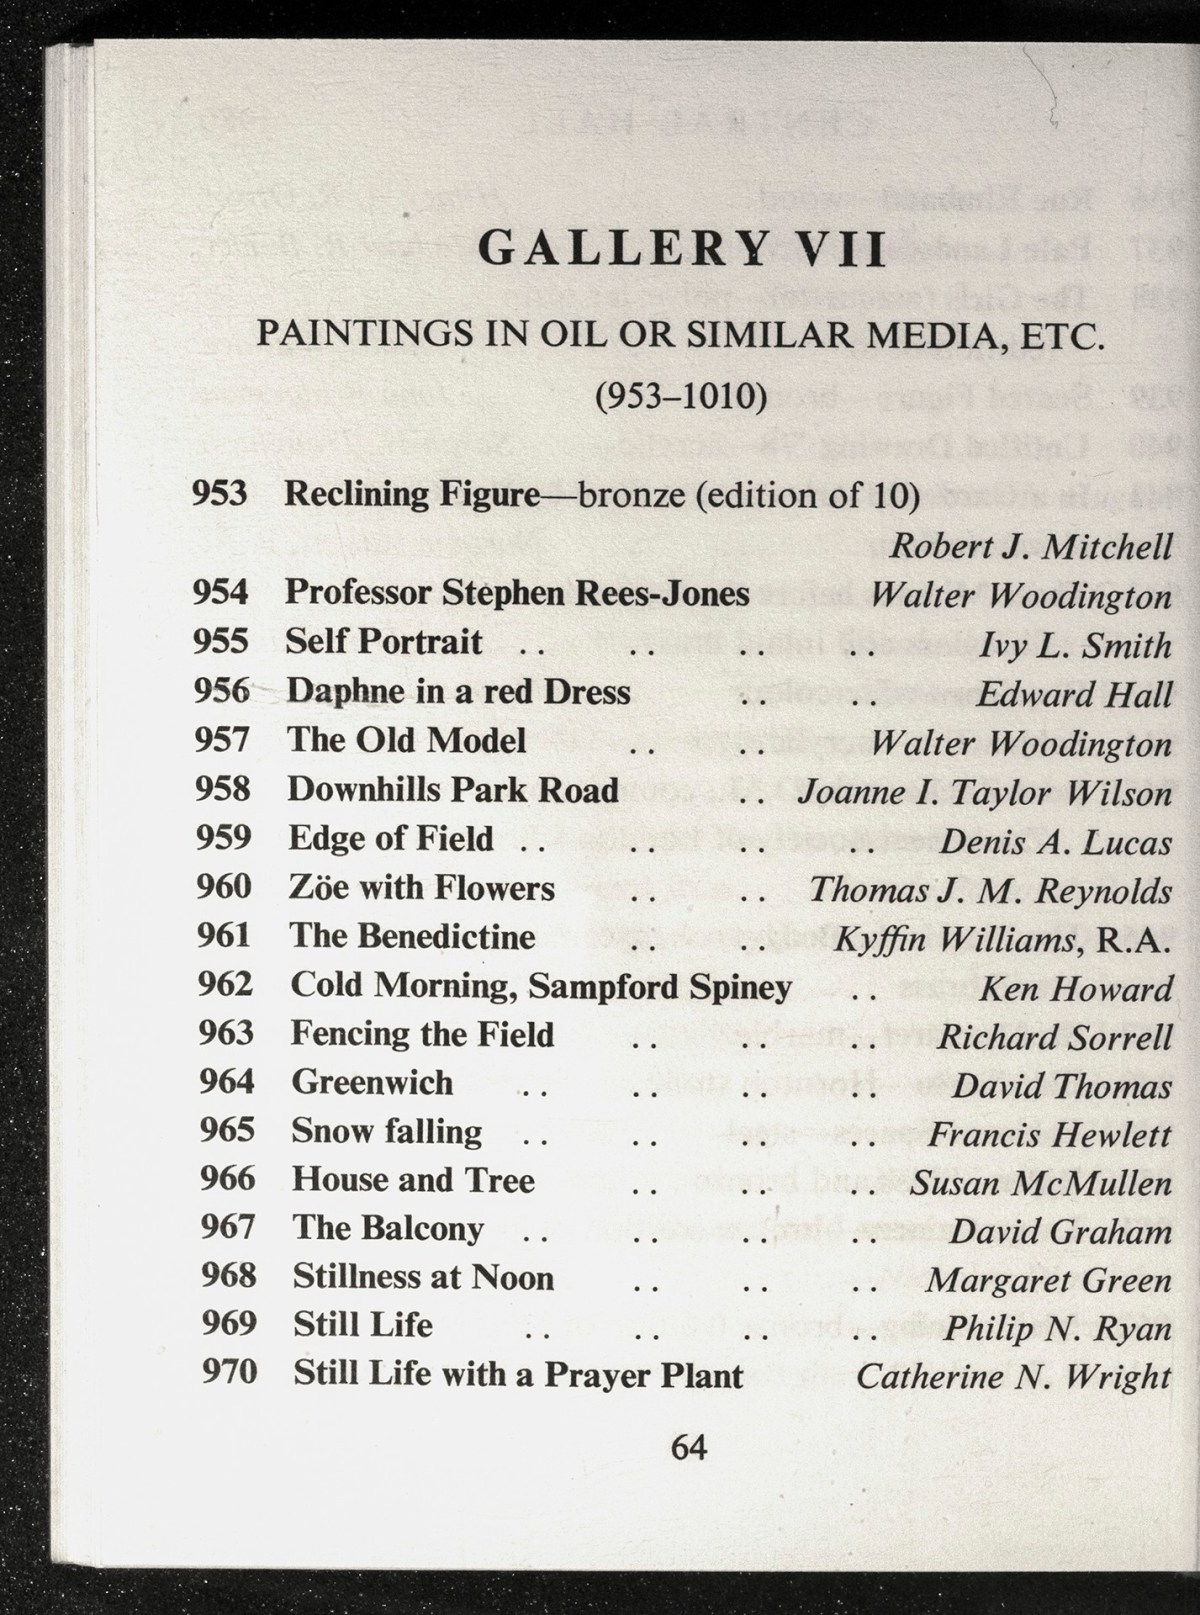 GALLERY VII
PAINTINGS IN OIL OR SIMILAR MEDIA, ETC.
(953–1010)
953 Reclining Figure—bronze (edition of 10)
Robert J. Mitchell
954 Professor Stephen Rees-Jones Walter Woodington
955 Self Portrait .. .. .. .. Ivy L. Smith
956 Daphne in a red Dress .. .. Edward Hall
957 The Old Model .. .. Walter Woodington
958 Downhills Park Road .. Joanne I. Taylor Wilson
959 Edge of Field .. .. .. .. Denis A. Lucas
960 Zöe with Flowers .. .. Thomas J. M. Reynolds
961 The Benedictine .. .. Kyffin Williams, R.A.
962 Cold Morning, Sampford Spiney .. Ken Howard
963 Fencing the Field .. .. .. Richard Sorrell
964 Greenwich .. .. .. .. David Thomas
965 Snow falling .. .. .. .. Francis Hewlett
966 House and Tree .. .. .. Susan McMullen
967 The Balcony .. .. .. .. David Graham
968 Stillness at Noon .. .. .. Margaret Green
969 Still Life .. .. .. .. Philip N. Ryan
970 Still Life with a Prayer Plant Catherine N. Wright
64